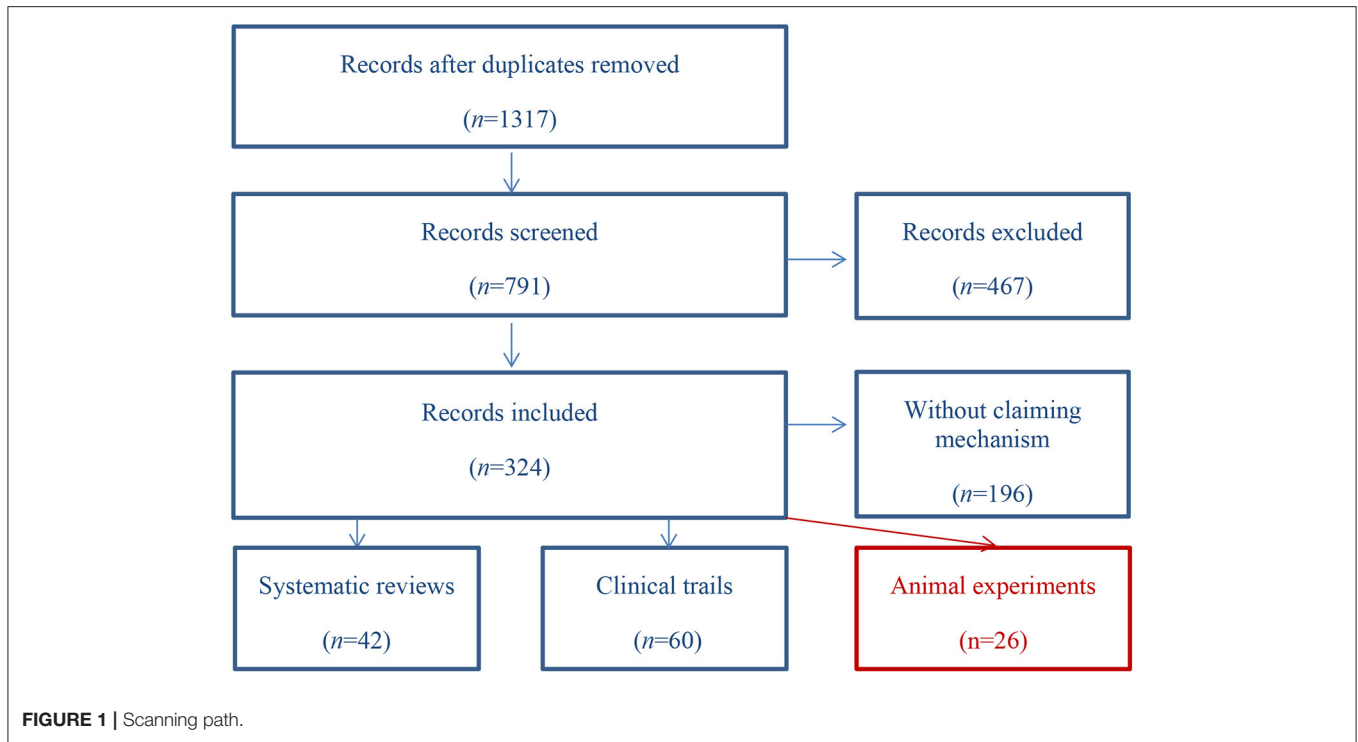 Records after duplicates removed
(n=1317)
Records screened
(n=791)
Records excluded
(n=467)
Records included
(n=324)
Without claiming
mechanism
(n=196)
Systematic reviews
(n=42)
Clinical trails
(n=60)
Animal experiments
(n=26)
FIGURE 1 | Scanning path.